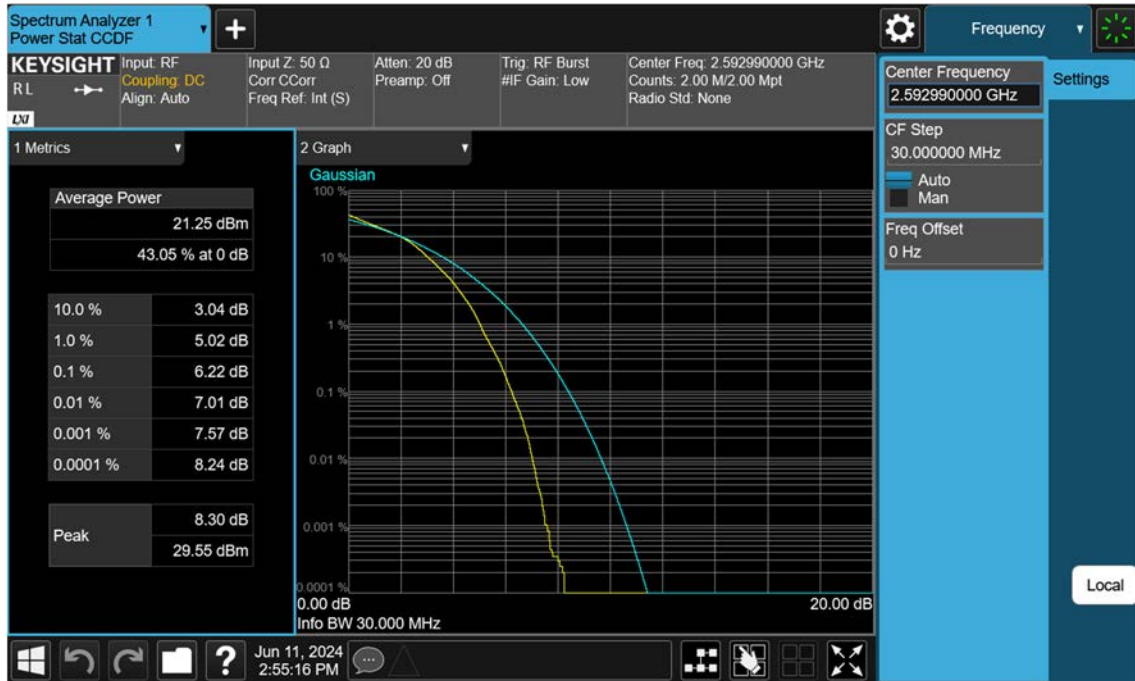 Spectrum Analyzer 1
Power Stat CCDF
Frequency
KEYSIGHT
RL
LXI
Input: RF
Coupling: DC
Align: Auto
Input Z: 50 Ω
Corr CCorr
Freq Ref: Int (S)
Atten: 20 dB
Preamp: Off
Trig: RF Burst
#IF Gain: Low
Center Freq: 2.592990000 GHz
Counts: 2.00 M/2.00 Mpt
Radio Std: None
Center Frequency
2.592990000 GHz
Settings
CF Step
30.000000 MHz
Auto
Man
Freq Offset
0 Hz
1 Metrics
Average Power
21.25 dBm
43.05 % at 0 dB
10.0 % 3.04 dB
1.0 % 5.02 dB
0.1 % 6.22 dB
0.01 % 7.01 dB
0.001 % 7.57 dB
0.0001 % 8.24 dB
Peak
8.30 dB
29.55 dBm
2 Graph
Gaussian
100 %
10 %
1 %
0.1 %
0.01 %
0.001 %
0.0001 %
0.00 dB 20.00 dB
Info BW 30.000 MHz
Local
?
Jun 11, 2024
2:55:16 PM